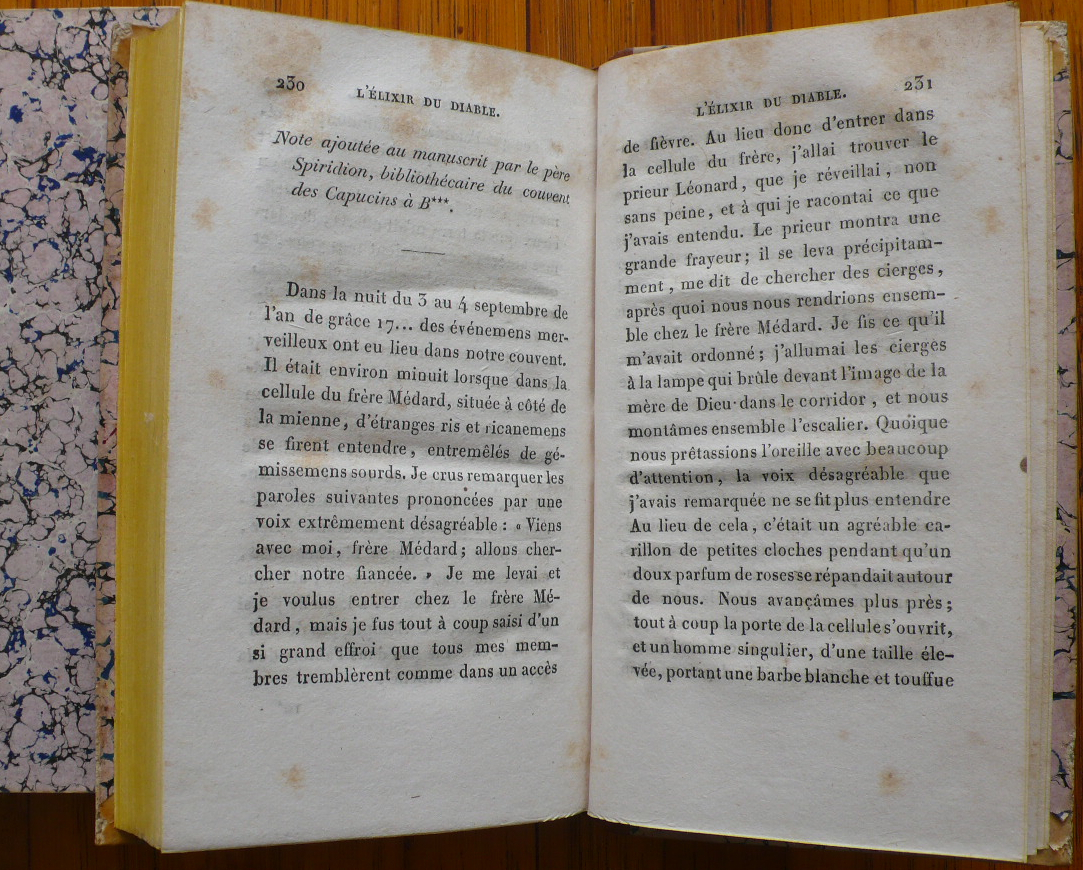 230
L'ÉLIXIR DU DIABLE.
Note ajoutée au manuscrit par le père
Spiridion, bibliothécaire du couvent
des Capucins à B***.
Dans la nuit du 3 au 4 septembre de
l'an de grâce 17... des événemens mer-
veilleux ont eu lieu dans notre couvent.
Il était environ minuit lorsque dans la
cellule du frère Médard, située à côté de
la mienne, d'étranges ris et ricanemens
se firent entendre, entremêlés de gé-
missemens sourds. Je crus remarquer les
paroles suivantes prononcées par une
voix extrêmement désagréable : « Viens
avec moi, frère Médard; allons cher-
cher notre fiancée. » Je me levai et
je voulus entrer chez le frère Mé-
dard, mais je fus tout à coup saisi d'un
si grand effroi que tous mes mem-
bres tremblèrent comme dans un accès
L'ÉLIXIR DU DIABLE.
231
de fièvre. Au lieu donc d'entrer dans
la cellule du frère, j'allai trouver le
prieur Léonard, que je réveillai, non
sans peine, et à qui je racontai ce que
j'avais entendu. Le prieur montra une
grande frayeur; il se leva précipitam-
ment, me dit de chercher des cierges,
après quoi nous nous rendrions ensem-
ble chez le frère Médard. Je fis ce qu'il
m'avait ordonné; j'allumai les cierges
à la lampe qui brûle devant l'image de la
mère de Dieu dans le corridor, et nous
montâmes ensemble l'escalier. Quoïque
nous prêtassions l'oreille avec beaucoup
d'attention, la voix désagréable que
j'avais remarquée ne se fit plus entendre
Au lieu de cela, c'était un agréable ca-
rillon de petites cloches pendant qu'un
doux parfum de roses se répandait autour
de nous. Nous avançâmes plus près;
tout à coup la porte de la cellule s'ouvrit,
et un homme singulier, d'une taille éle-
vée, portant une barbe blanche et touffue